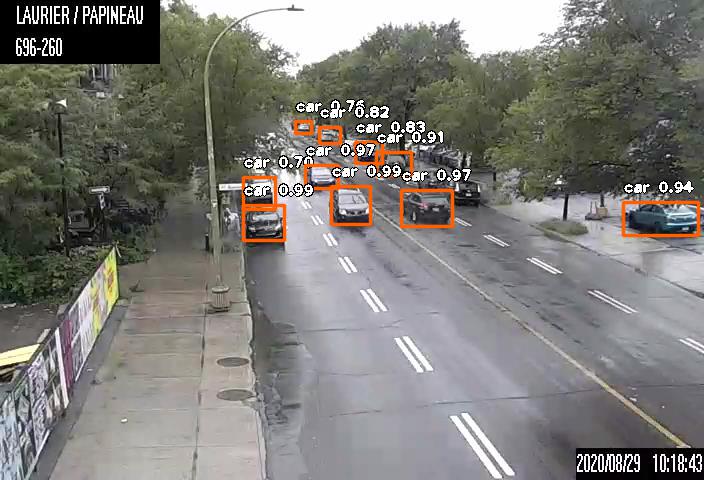 LAURIER / PAPINEAU
696-260
car 0.76
car 0.82
car 0.83
car 0.91
car 0.97
car 0.70
car 0.99
car 0.97
car 0.99
car 0.94
2020/08/29 10:18:43